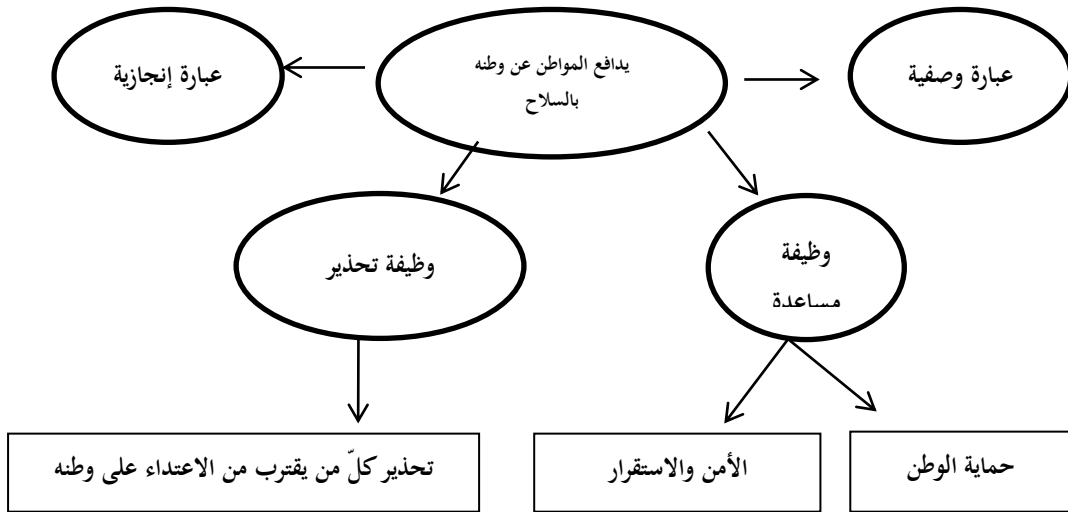 عبارة وصفية
يدافع المواطن عن وطنه
بالسلاح
عبارة إنجازية
وظيفة
مساعدة
وظيفة تحذير
حماية الوطن
الأمن والاستقرار
تحذير كلّ من يقترب من الاعتداء على وطنه